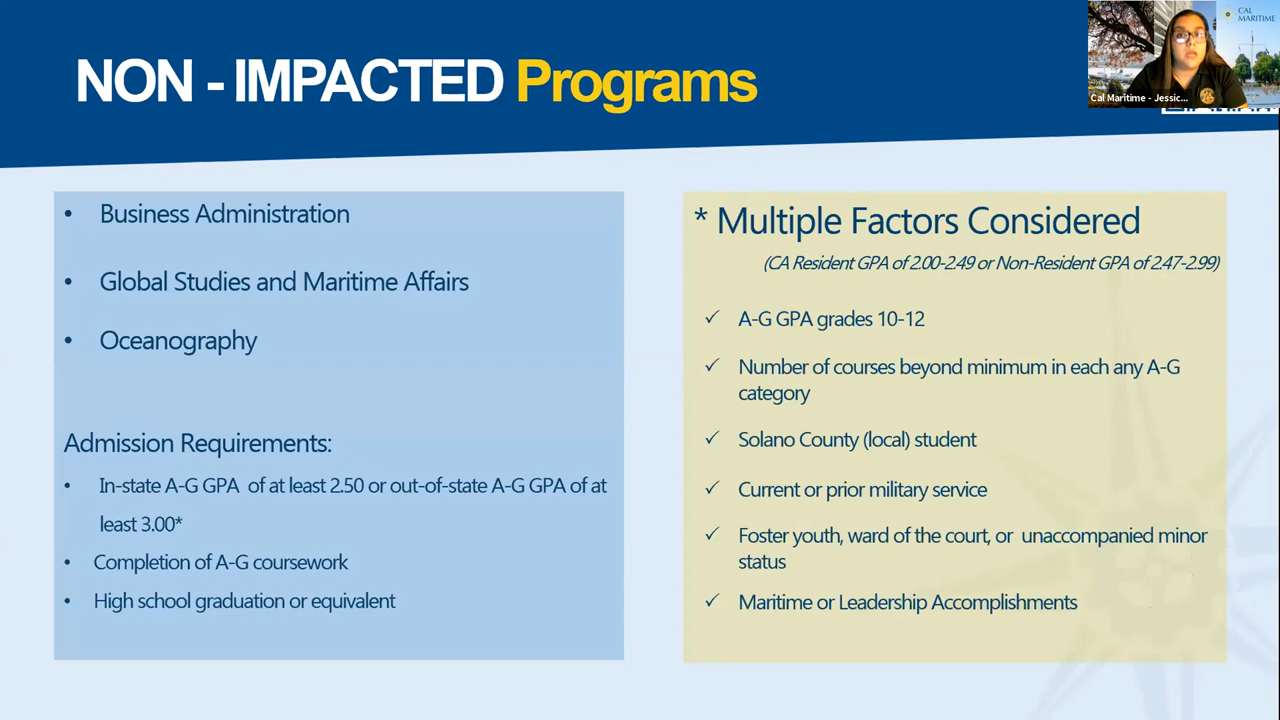 NON - IMPACTED Programs
CAL
MARITIME
Cal Maritime - Jessic...
• Business Administration
• Global Studies and Maritime Affairs
• Oceanography
Admission Requirements:
• In-state A-G GPA of at least 2.50 or out-of-state A-G GPA of at
least 3.00*
• Completion of A-G coursework
• High school graduation or equivalent
* Multiple Factors Considered
(CA Resident GPA of 2.00-2.49 or Non-Resident GPA of 2.47-2.99)
✓ A-G GPA grades 10-12
✓ Number of courses beyond minimum in each any A-G
category
✓ Solano County (local) student
✓ Current or prior military service
✓ Foster youth, ward of the court, or unaccompanied minor
status
✓ Maritime or Leadership Accomplishments